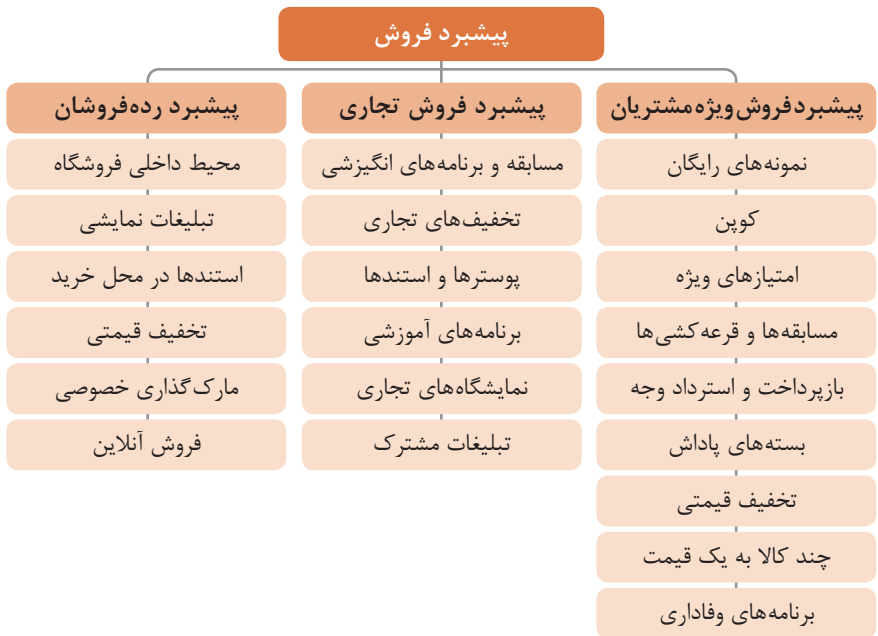 پیشبرد فروش
پیشبرد فروش ویژه مشتریان
نمونه‌های رایگان
کوپن
امتیازهای ویژه
مسابقه‌ها و قرعه‌کشی‌ها
بازپرداخت و استرداد وجه
بسته‌های پاداش
تخفیف قیمتی
چند کالا به یک قیمت
برنامه‌های وفاداری
پیشبرد فروش تجاری
مسابقه و برنامه‌های انگیزشی
تخفیف‌های تجاری
پوسترها و استندها
برنامه‌های آموزشی
نمایشگاه‌های تجاری
تبلیغات مشترک
پیشبرد رده‌فروشان
محیط داخلی فروشگاه
تبلیغات نمایشی
استندها در محل خرید
تخفیف قیمتی
مارک‌گذاری خصوصی
فروش آنلاین